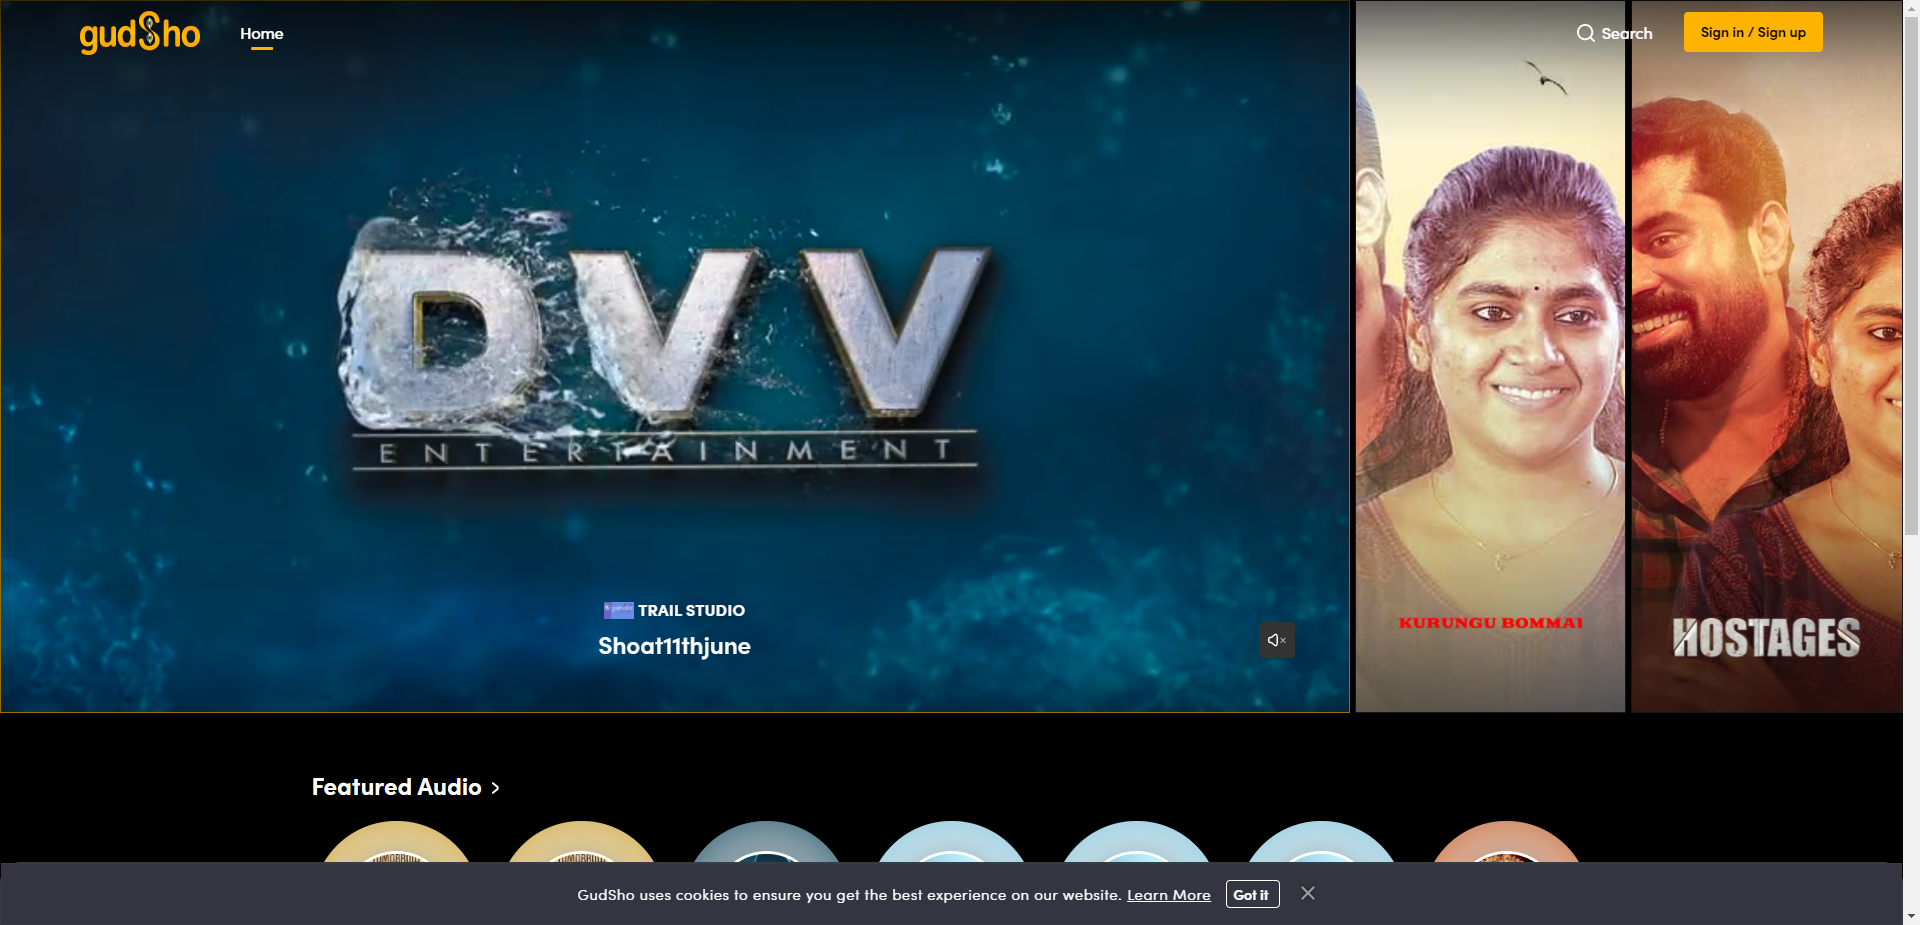 gudSho
Home
Search
Sign in / Sign up
DVV
ENTERTAINMENT
TRAIL STUDIO
Shoat11thjune
KURUNGU BOMMAI
HOSTAGES
Featured Audio >
GudSho uses cookies to ensure you get the best experience on our website. Learn More
Got it